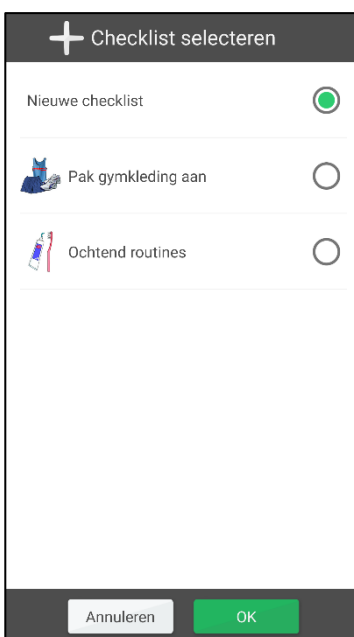 Checklist selecteren
Nieuwe checklist
Pak gymkleding aan
Ochtend routines
Annuleren OK